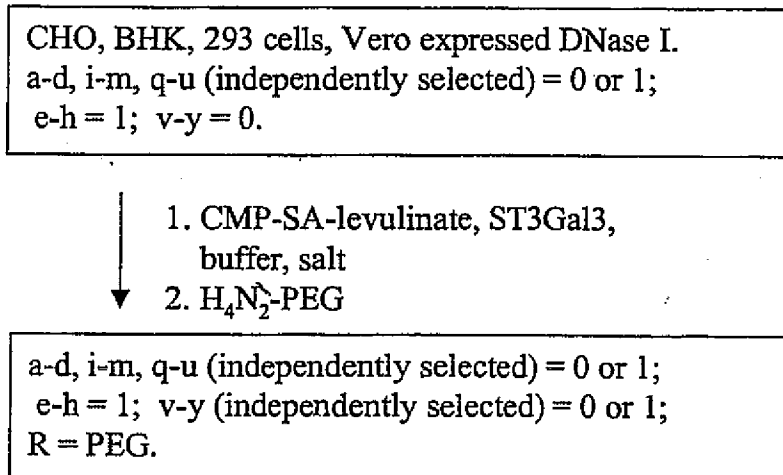 CHO, BHK, 293 cells, Vero expressed DNase I.
a-d, i-m, q-u (independently selected) = 0 or 1;
e-h = 1; v-y = 0.
1. CMP-SA-levulinate, ST3Gal3,
buffer, salt
2. H₄N₂-PEG
a-d, i-m, q-u (independently selected) = 0 or 1;
e-h = 1; v-y (independently selected) = 0 or 1;
R = PEG.